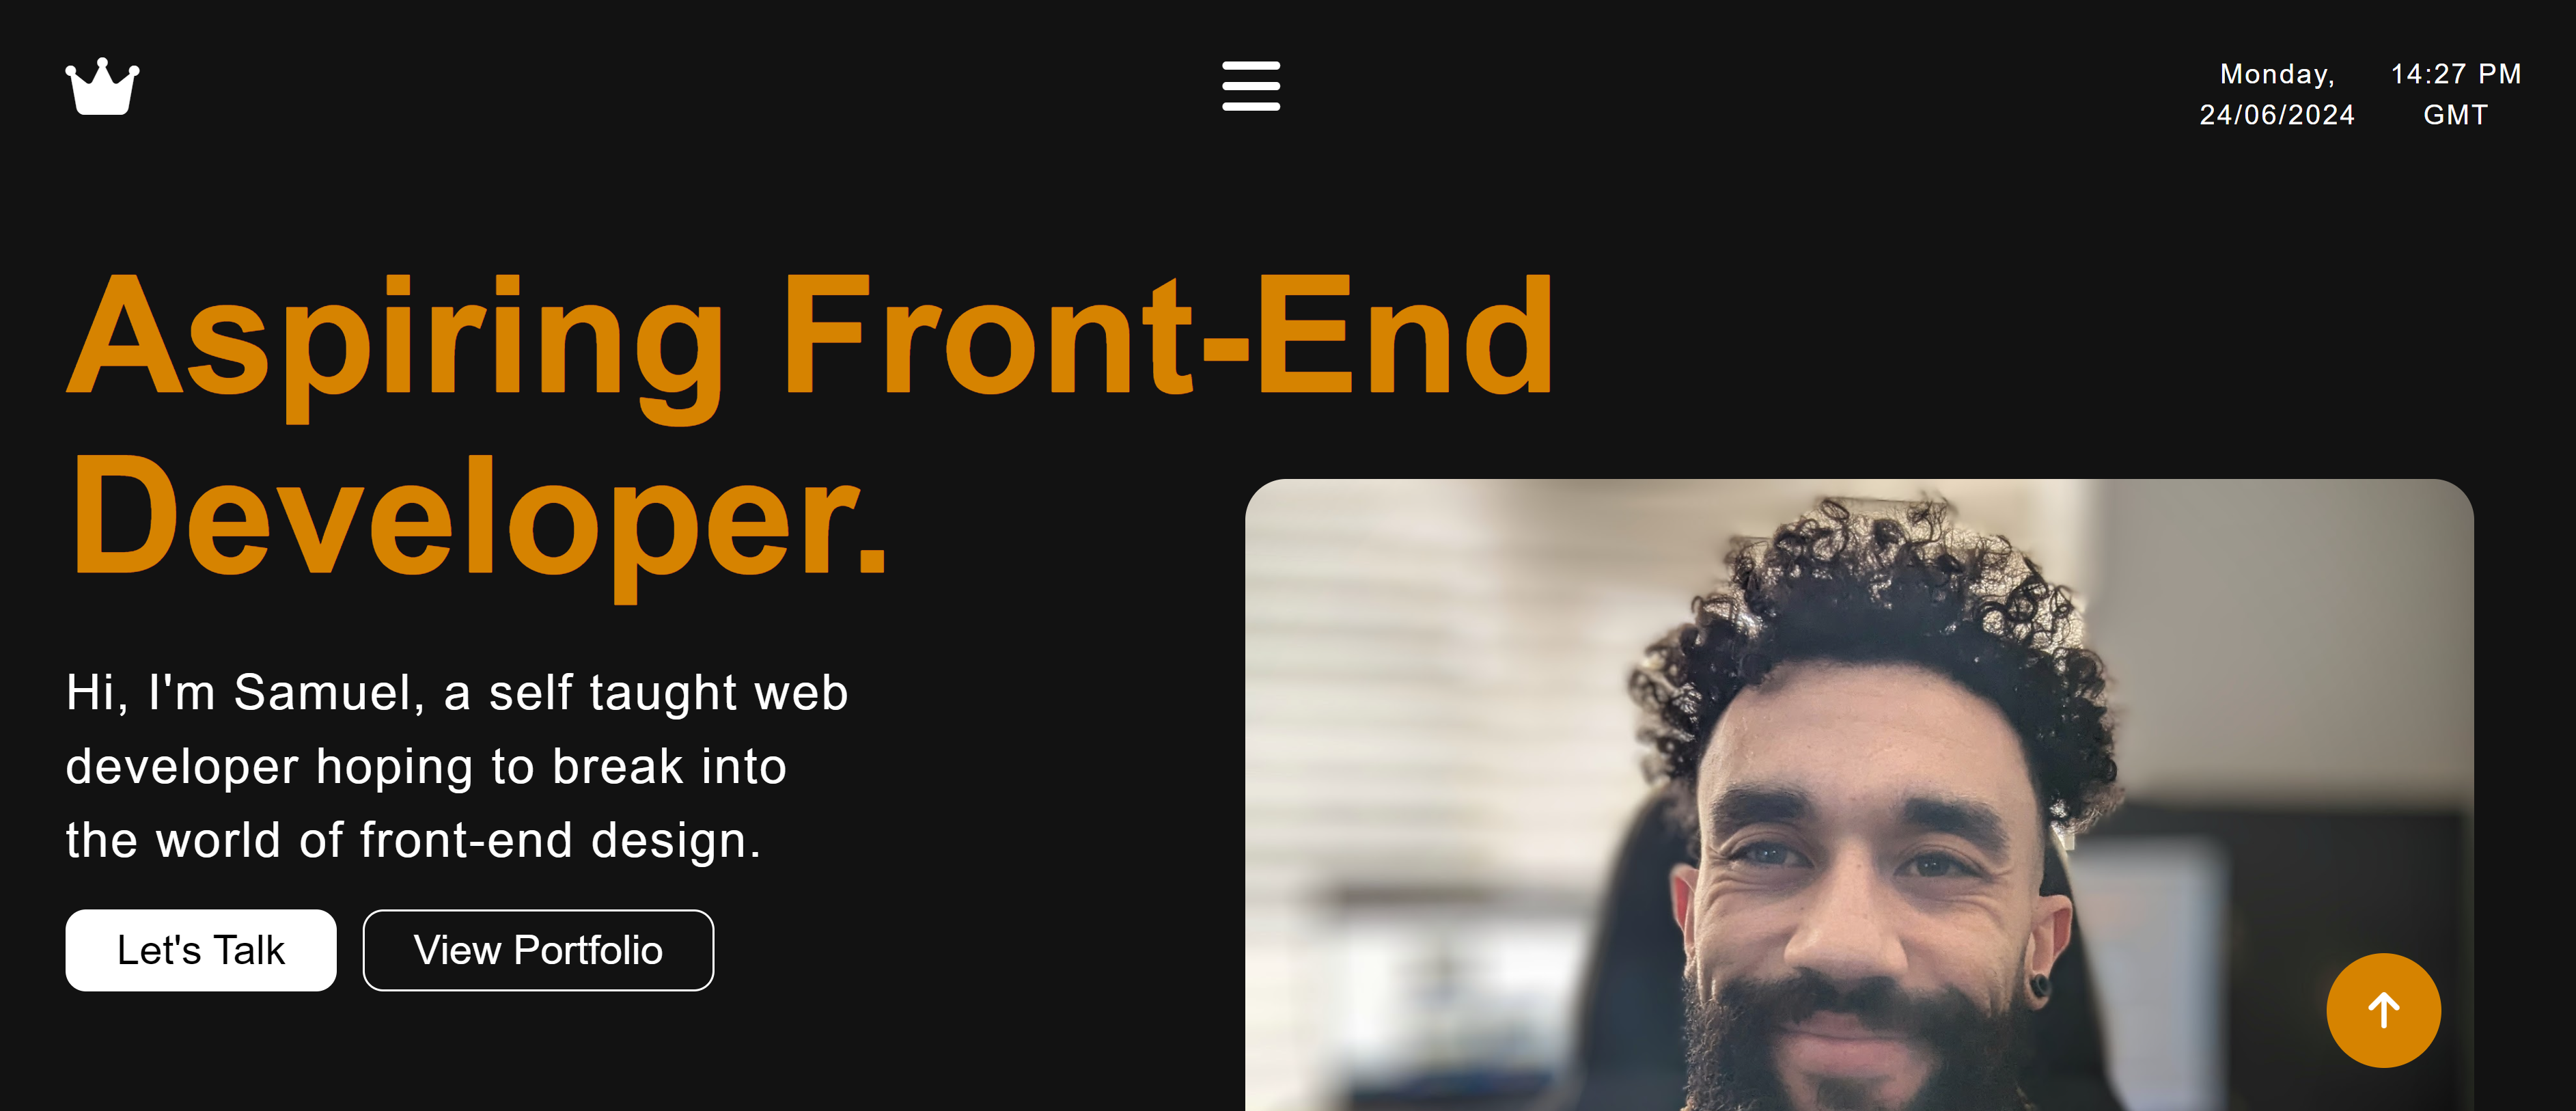 Monday,
24/06/2024
14:27 PM
GMT
Aspiring Front-End
Developer.
Hi, I'm Samuel, a self taught web
developer hoping to break into
the world of front-end design.
Let's Talk
View Portfolio